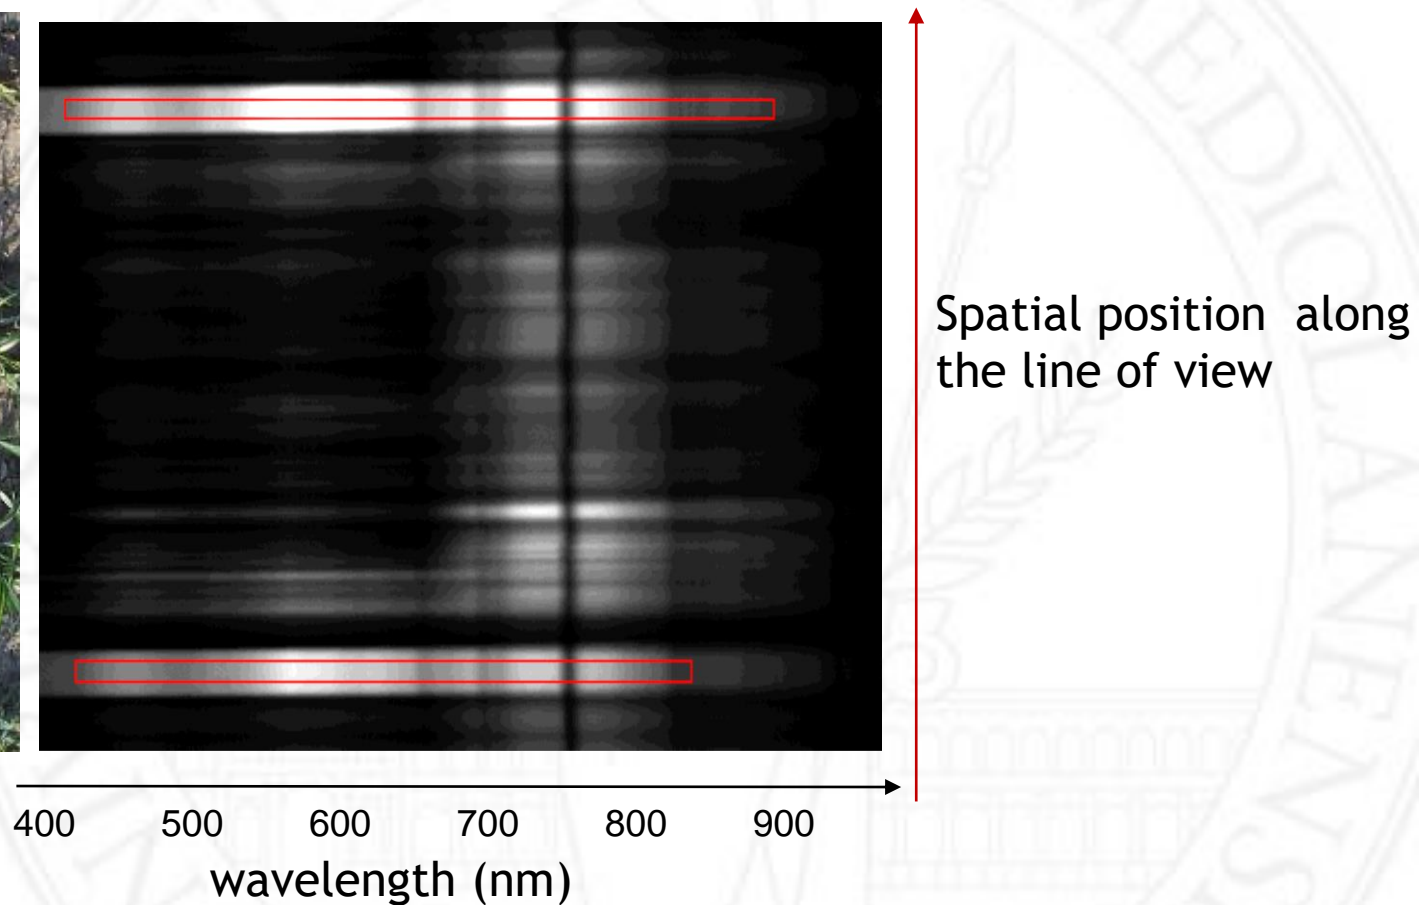 Spatial position along
the line of view
400 500 600 700 800 900
wavelength (nm)